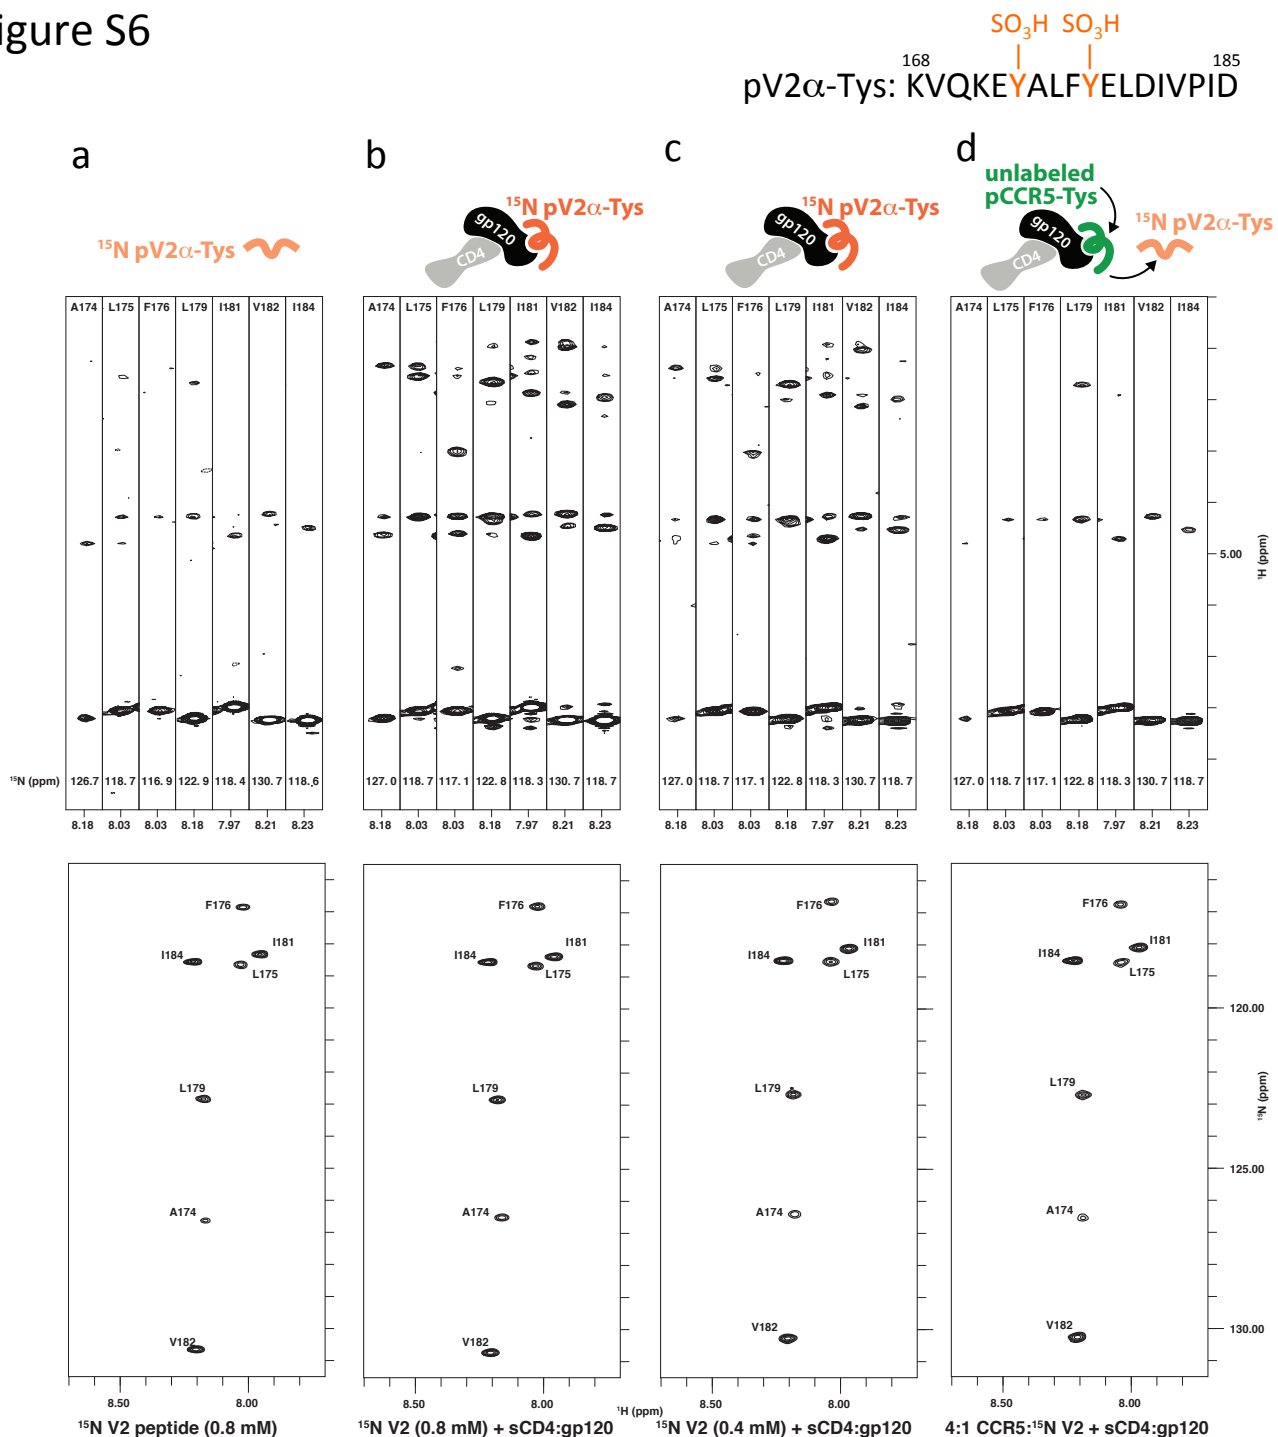 igure S6
SO3H SO3H
168 185
pV2α-Tys: KVQKEYALFYELDIVPID
a b c d
15N pV2α-Tys
15N pV2α-Tys
gp120
CD4
15N pV2α-Tys
gp120
CD4
unlabeled
pCCR5-Tys
15N pV2α-Tys
gp120
CD4
A174 L175 F176 L179 I181 V182 I184
A174 L175 F176 L179 I181 V182 I184
A174 L175 F176 L179 I181 V182 I184
A174 L175 F176 L179 I181 V182 I184
5.00
1H (ppm)
15N (ppm)
126.7 118.7 116.9 122.9 118.4 130.7 118.6
127.0 118.7 117.1 122.8 118.3 130.7 118.7
127.0 118.7 117.1 122.8 118.3 130.7 118.7
127.0 118.7 117.1 122.8 118.3 130.7 118.7
8.18 8.03 8.03 8.18 7.97 8.21 8.23
8.18 8.03 8.03 8.18 7.97 8.21 8.23
8.18 8.03 8.03 8.18 7.97 8.21 8.23
8.18 8.03 8.03 8.18 7.97 8.21 8.23
F176
I181
I184
L175
L179
A174
V182
8.50 8.00
15N V2 peptide (0.8 mM)
F176
I181
I184
L175
L179
A174
V182
8.50 8.00
1H (ppm)
15N V2 (0.8 mM) + sCD4:gp120
F176
I181
I184
L175
L179
A174
V182
8.50 8.00
15N V2 (0.4 mM) + sCD4:gp120
F176
I181
I184
L175
L179
A174
V182
120.00
15N (ppm)
125.00
130.00
8.50 8.00
4:1 CCR5:15N V2 + sCD4:gp120